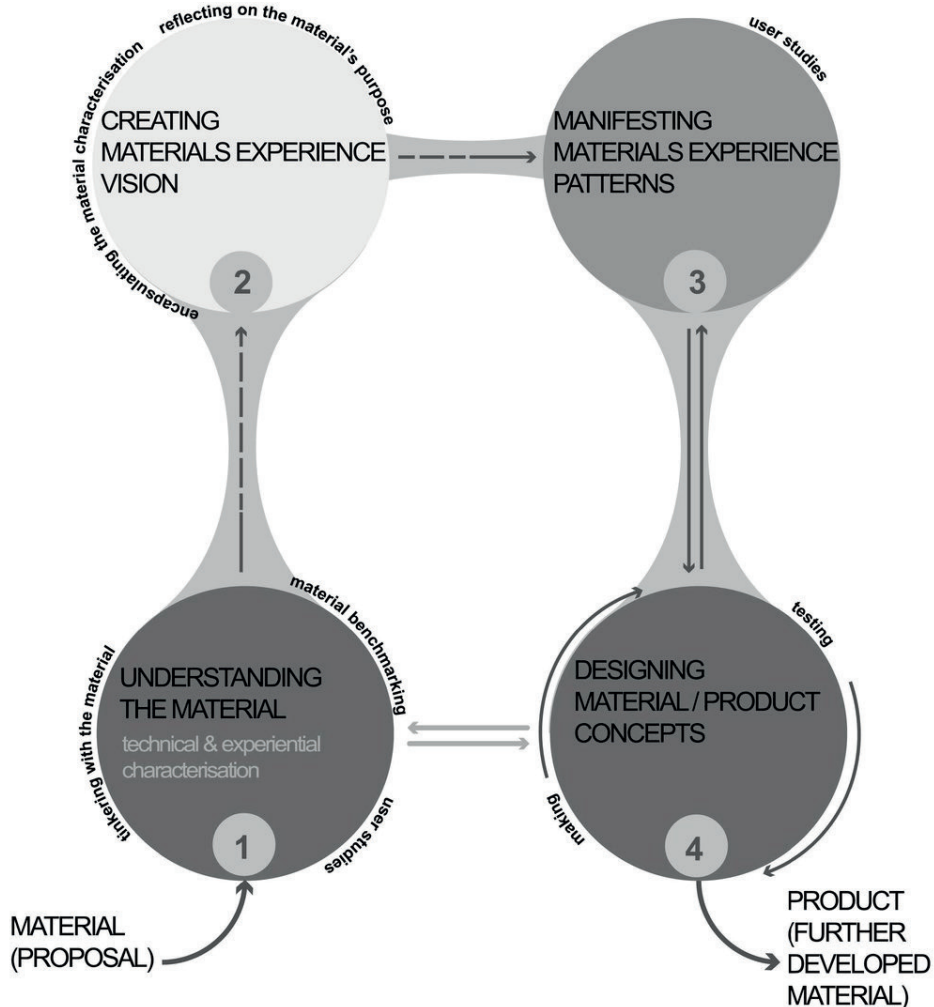 reflecting on the material's purpose
encapsulating the material characterisation
CREATING
MATERIALS EXPERIENCE
VISION
2
user studies
MANIFESTING
MATERIALS EXPERIENCE
PATTERNS
3
material benchmarking
tinkering with the material
UNDERSTANDING
THE MATERIAL
technical & experiential
characterisation
user studies
1
testing
DESIGNING
MATERIAL / PRODUCT
CONCEPTS
making
4
MATERIAL
(PROPOSAL)
PRODUCT
(FURTHER
DEVELOPED
MATERIAL)